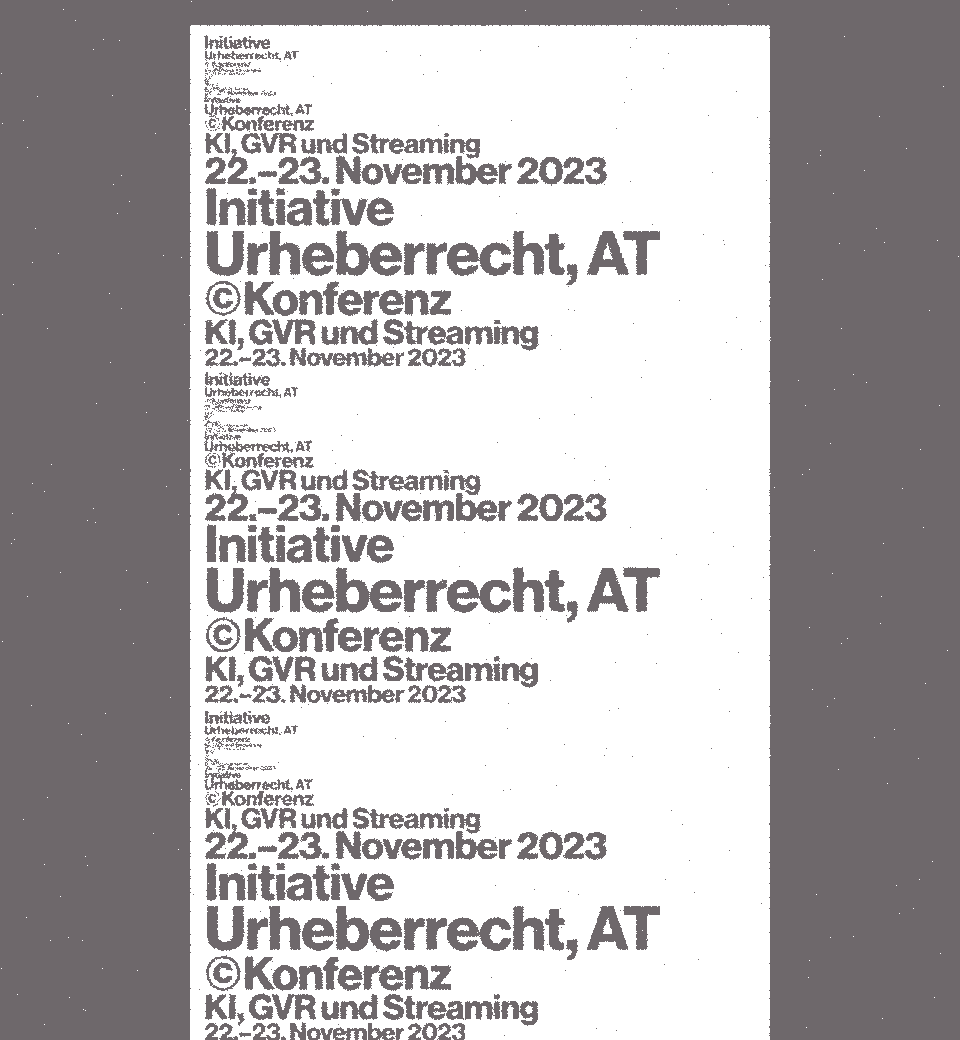 Initiative
Urheberrecht, AT
Initiative
Urheberrecht, AT
©Konferenz
KI, GVR und Streaming
22.–23. November 2023
Initiative
Urheberrecht, AT
©Konferenz
KI, GVR und Streaming
22.–23. November 2023
Initiative
Urheberrecht, AT
Initiative
Urheberrecht, AT
©Konferenz
KI, GVR und Streaming
22.–23. November 2023
Initiative
Urheberrecht, AT
©Konferenz
KI, GVR und Streaming
22.–23. November 2023
Initiative
Urheberrecht, AT
Initiative
Urheberrecht, AT
©Konferenz
KI, GVR und Streaming
22.–23. November 2023
Initiative
Urheberrecht, AT
©Konferenz
KI, GVR und Streaming
22.–23. November 2023